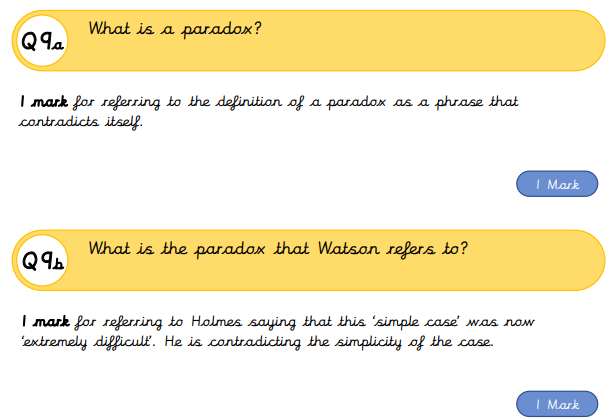 Q9a
What is a paradox?
1 mark for referring to the definition of a paradox as a phrase that
contradicts itself.
1 Mark
Q9b
What is the paradox that Watson refers to?
1 mark for referring to Holmes saying that this 'simple case' was now
'extremely difficult'. He is contradicting the simplicity of the case.
1 Mark